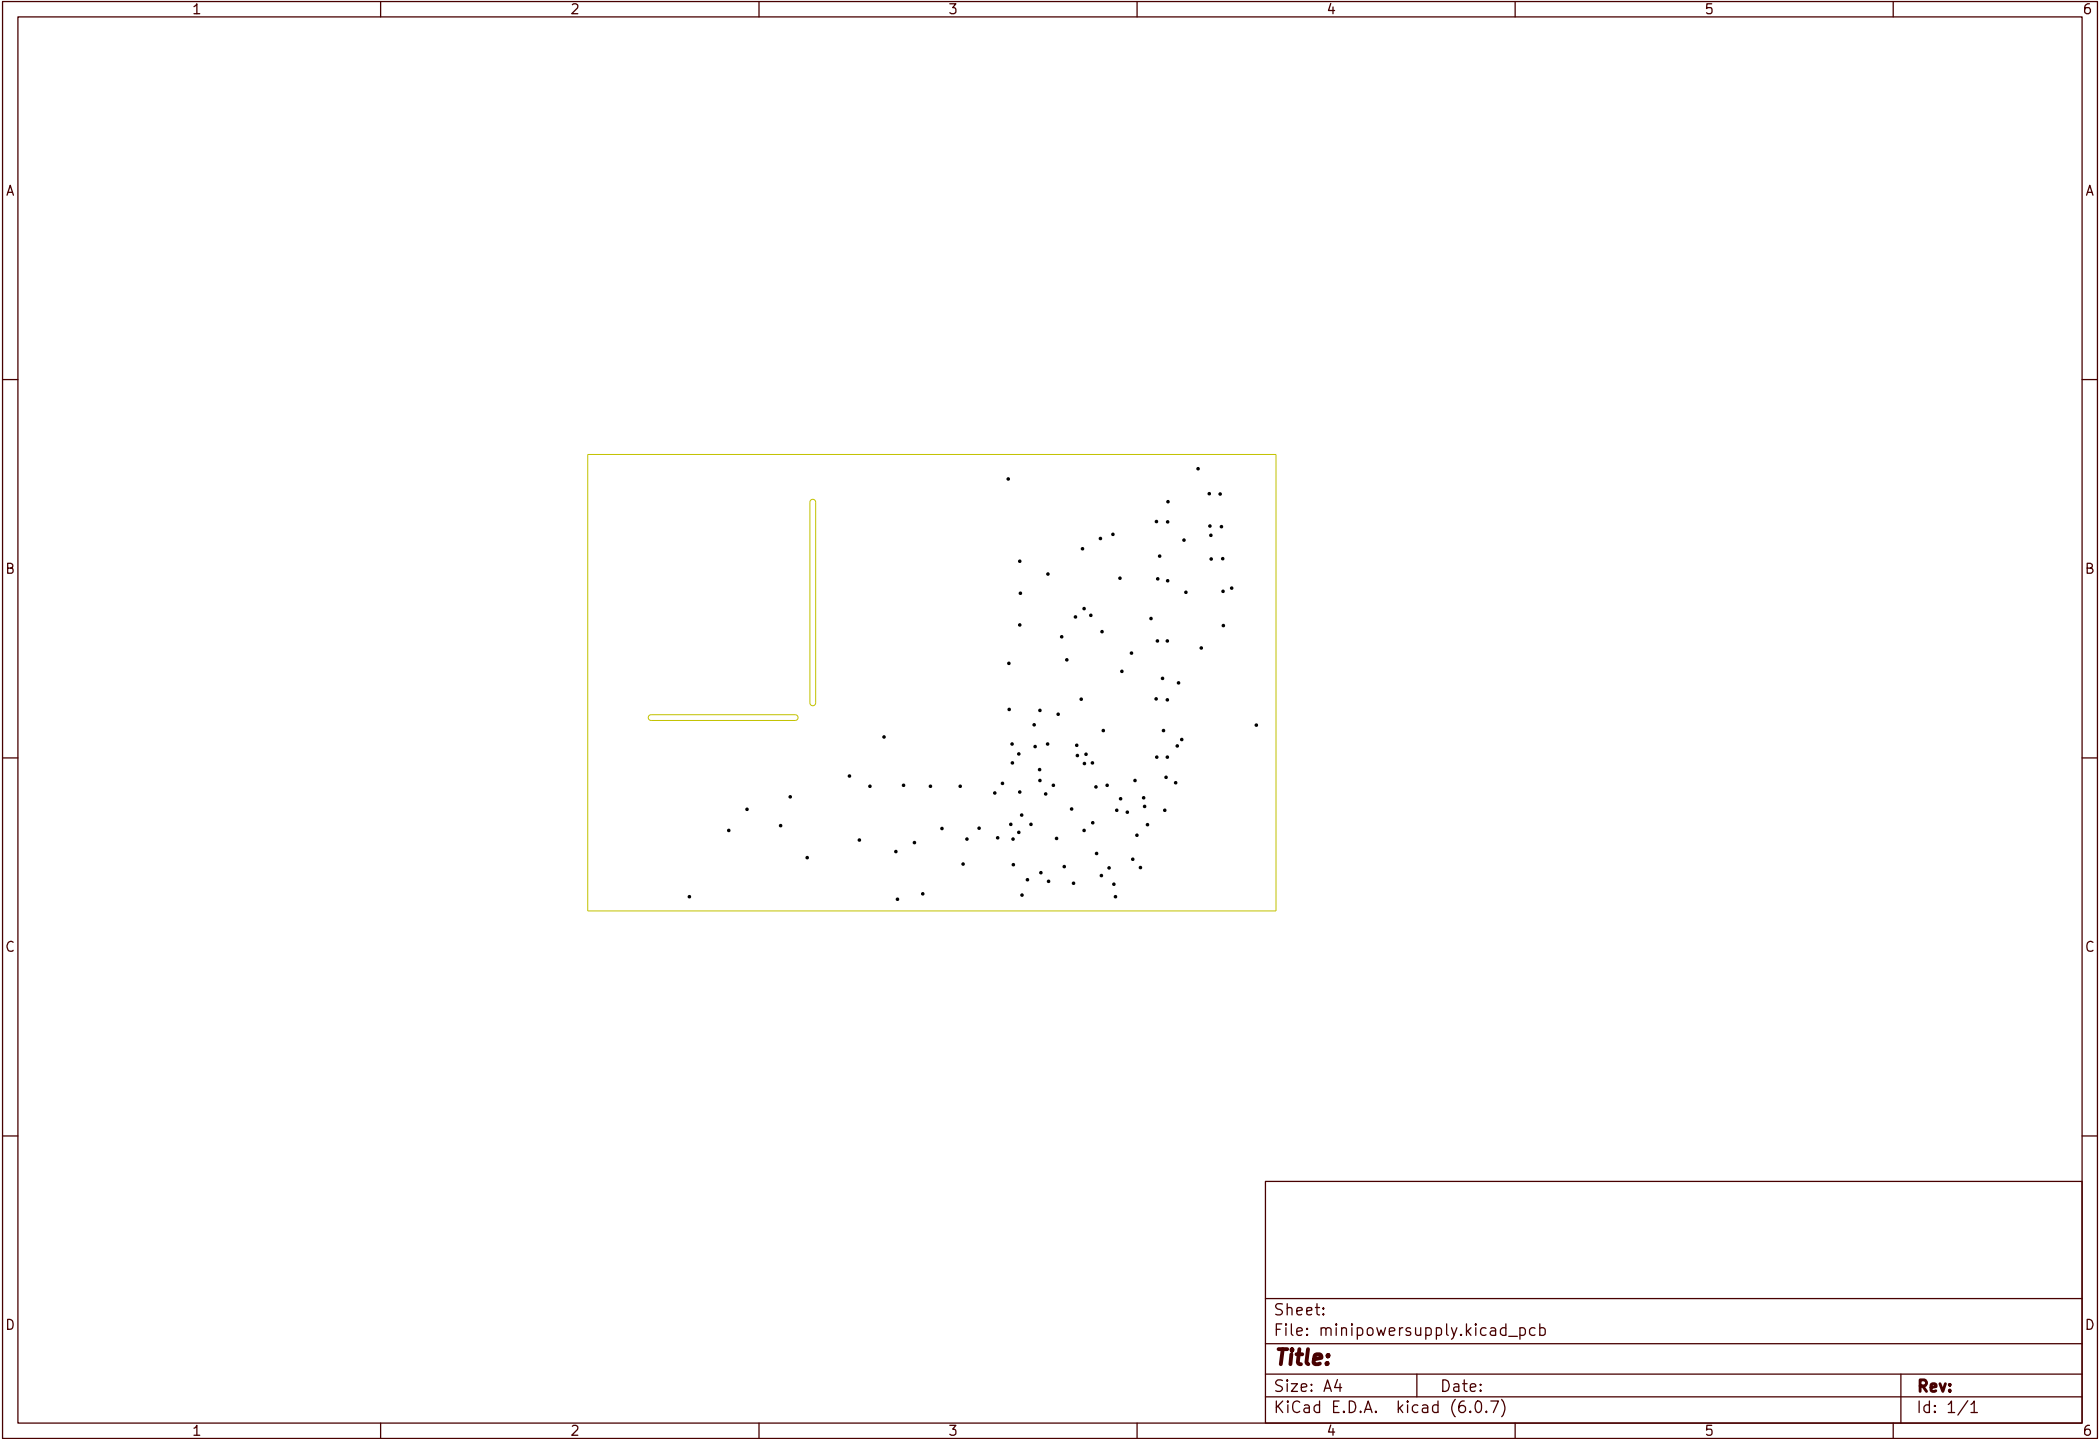 1 2 3 4 5 6
A A
B B
C C
D D
Sheet:
File: minipowersupply.kicad_pcb
Title:
Size: A4 Date: Rev:
KiCad E.D.A. kicad (6.0.7) Id: 1/1
1 2 3 4 5 6